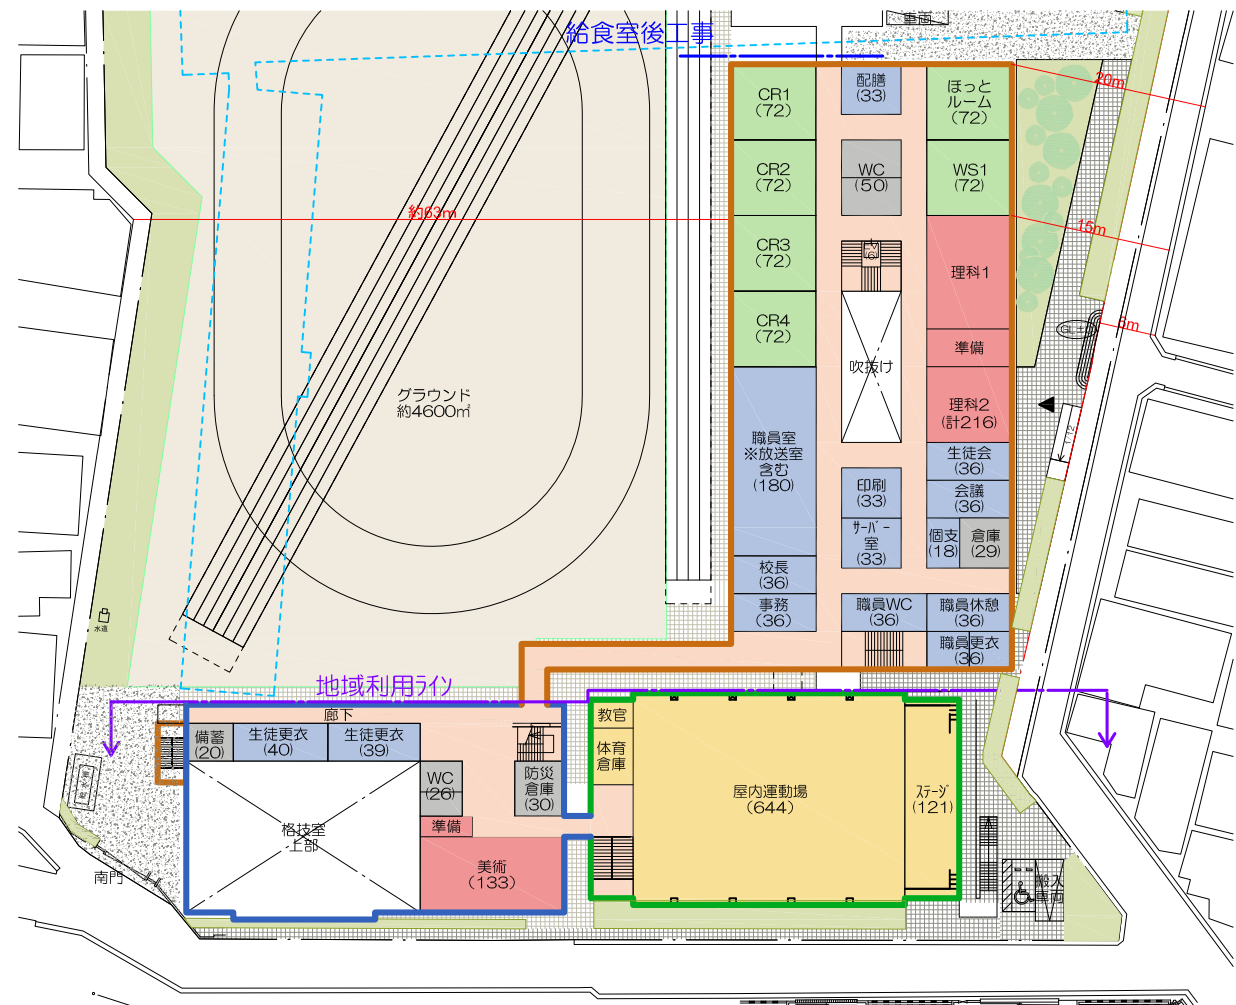 車両
給食室後工事
CR1
(72)
配膳
(33)
ほっと
ルーム
(72)
20m
CR2
(72)
WC
(50)
WS1
(72)
約63m
15m
CR3
(72)
EV
(6)
理科1
CR4
(72)
吹抜け
準備
6m
グラウンド
約4600㎡
理科2
(計216)
1/12
職員室
※放送室
含む
(180)
生徒会
(36)
印刷
(33)
会議
(36)
サーバー
室
(33)
個支
(18)
倉庫
(29)
校長
(36)
事務
(36)
職員WC
(36)
職員休憩
(36)
職員更衣
(36)
水道
地域利用ライン
廊下
備蓄
(20)
生徒更衣
(40)
生徒更衣
(39)
教官
体育
倉庫
WC
(26)
防災
倉庫
(30)
屋内運動場
(644)
ステージ
(121)
準備
格技室
上部
美術
(133)
南門
搬入
車両